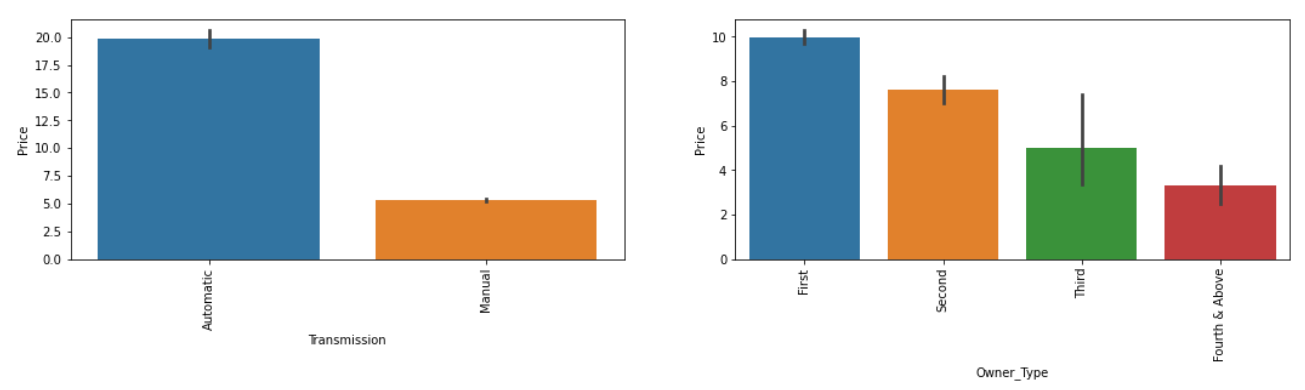 20.0
17.5
15.0
12.5
10.0
7.5
5.0
2.5
0.0
Price
Automatic
Manual
Transmission
10
8
6
4
2
0
Price
First
Second
Third
Fourth & Above
Owner_Type